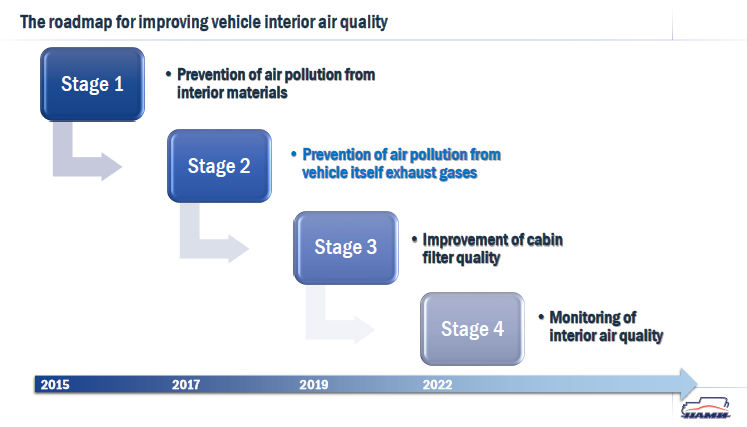 The roadmap for improving vehicle interior air quality
Stage 1
• Prevention of air pollution from
interior materials
Stage 2
• Prevention of air pollution from
vehicle itself exhaust gases
Stage 3
• Improvement of cabin
filter quality
Stage 4
• Monitoring of
interior air quality
2015 2017 2019 2022